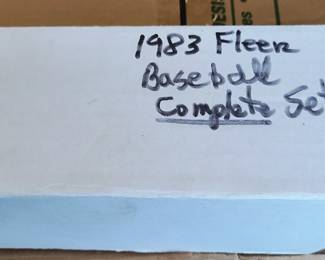 1983 Fleer
Baseball
Complete Set